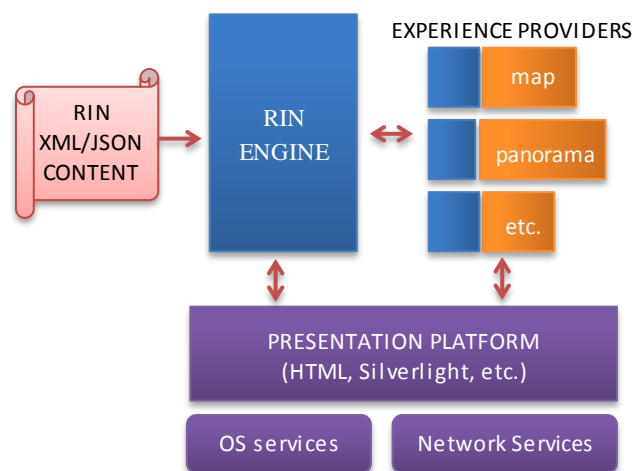 EXPERIENCE PROVIDERS
RIN
XML/JSON
CONTENT
RIN
ENGINE
map
panorama
etc.
PRESENTATION PLATFORM
(HTML, Silverlight, etc.)
OS services
Network Services